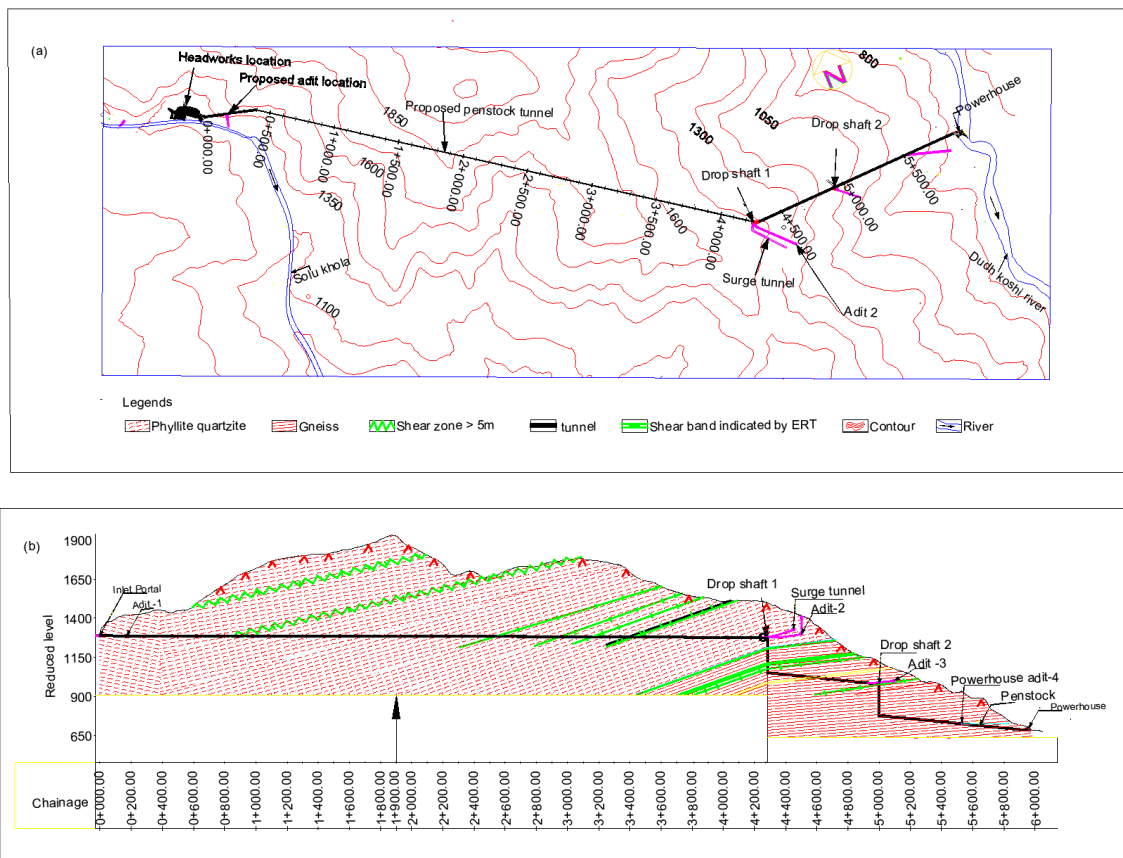 (a)
Headworks location
Proposed adit location
Proposed penstock tunnel
N
800
Powerhouse
1050
1300
Drop shaft 2
Drop shaft 1
1850
1600
1350
1100
1600
0+000.00
0+500.00
1+000.00
1+500.00
2+000.00
2+500.00
3+000.00
3+500.00
4+000.00
4+500.00
5+000.00
5+500.00
Solu khola
Surge tunnel
Adit 2
Dudh koshi river
Legends
Phyllite quartzite
Gneiss
Shear zone > 5m
tunnel
Shear band indicated by ERT
Contour
River
(b)
Reduced level
1900
1650
1400
1150
900
650
Inlet Portal
Adit-1
Drop shaft 1
Surge tunnel
Adit-2
Drop shaft 2
Adit -3
Powerhouse adit-4
Penstock
Powerhouse
Chainage
0+000.00
0+200.00
0+400.00
0+600.00
0+800.00
1+000.00
1+200.00
1+400.00
1+600.00
1+800.00
1+900.00
2+000.00
2+200.00
2+400.00
2+600.00
2+800.00
3+000.00
3+200.00
3+400.00
3+600.00
3+800.00
4+000.00
4+200.00
4+400.00
4+600.00
4+800.00
5+000.00
5+200.00
5+400.00
5+600.00
5+800.00
6+000.00